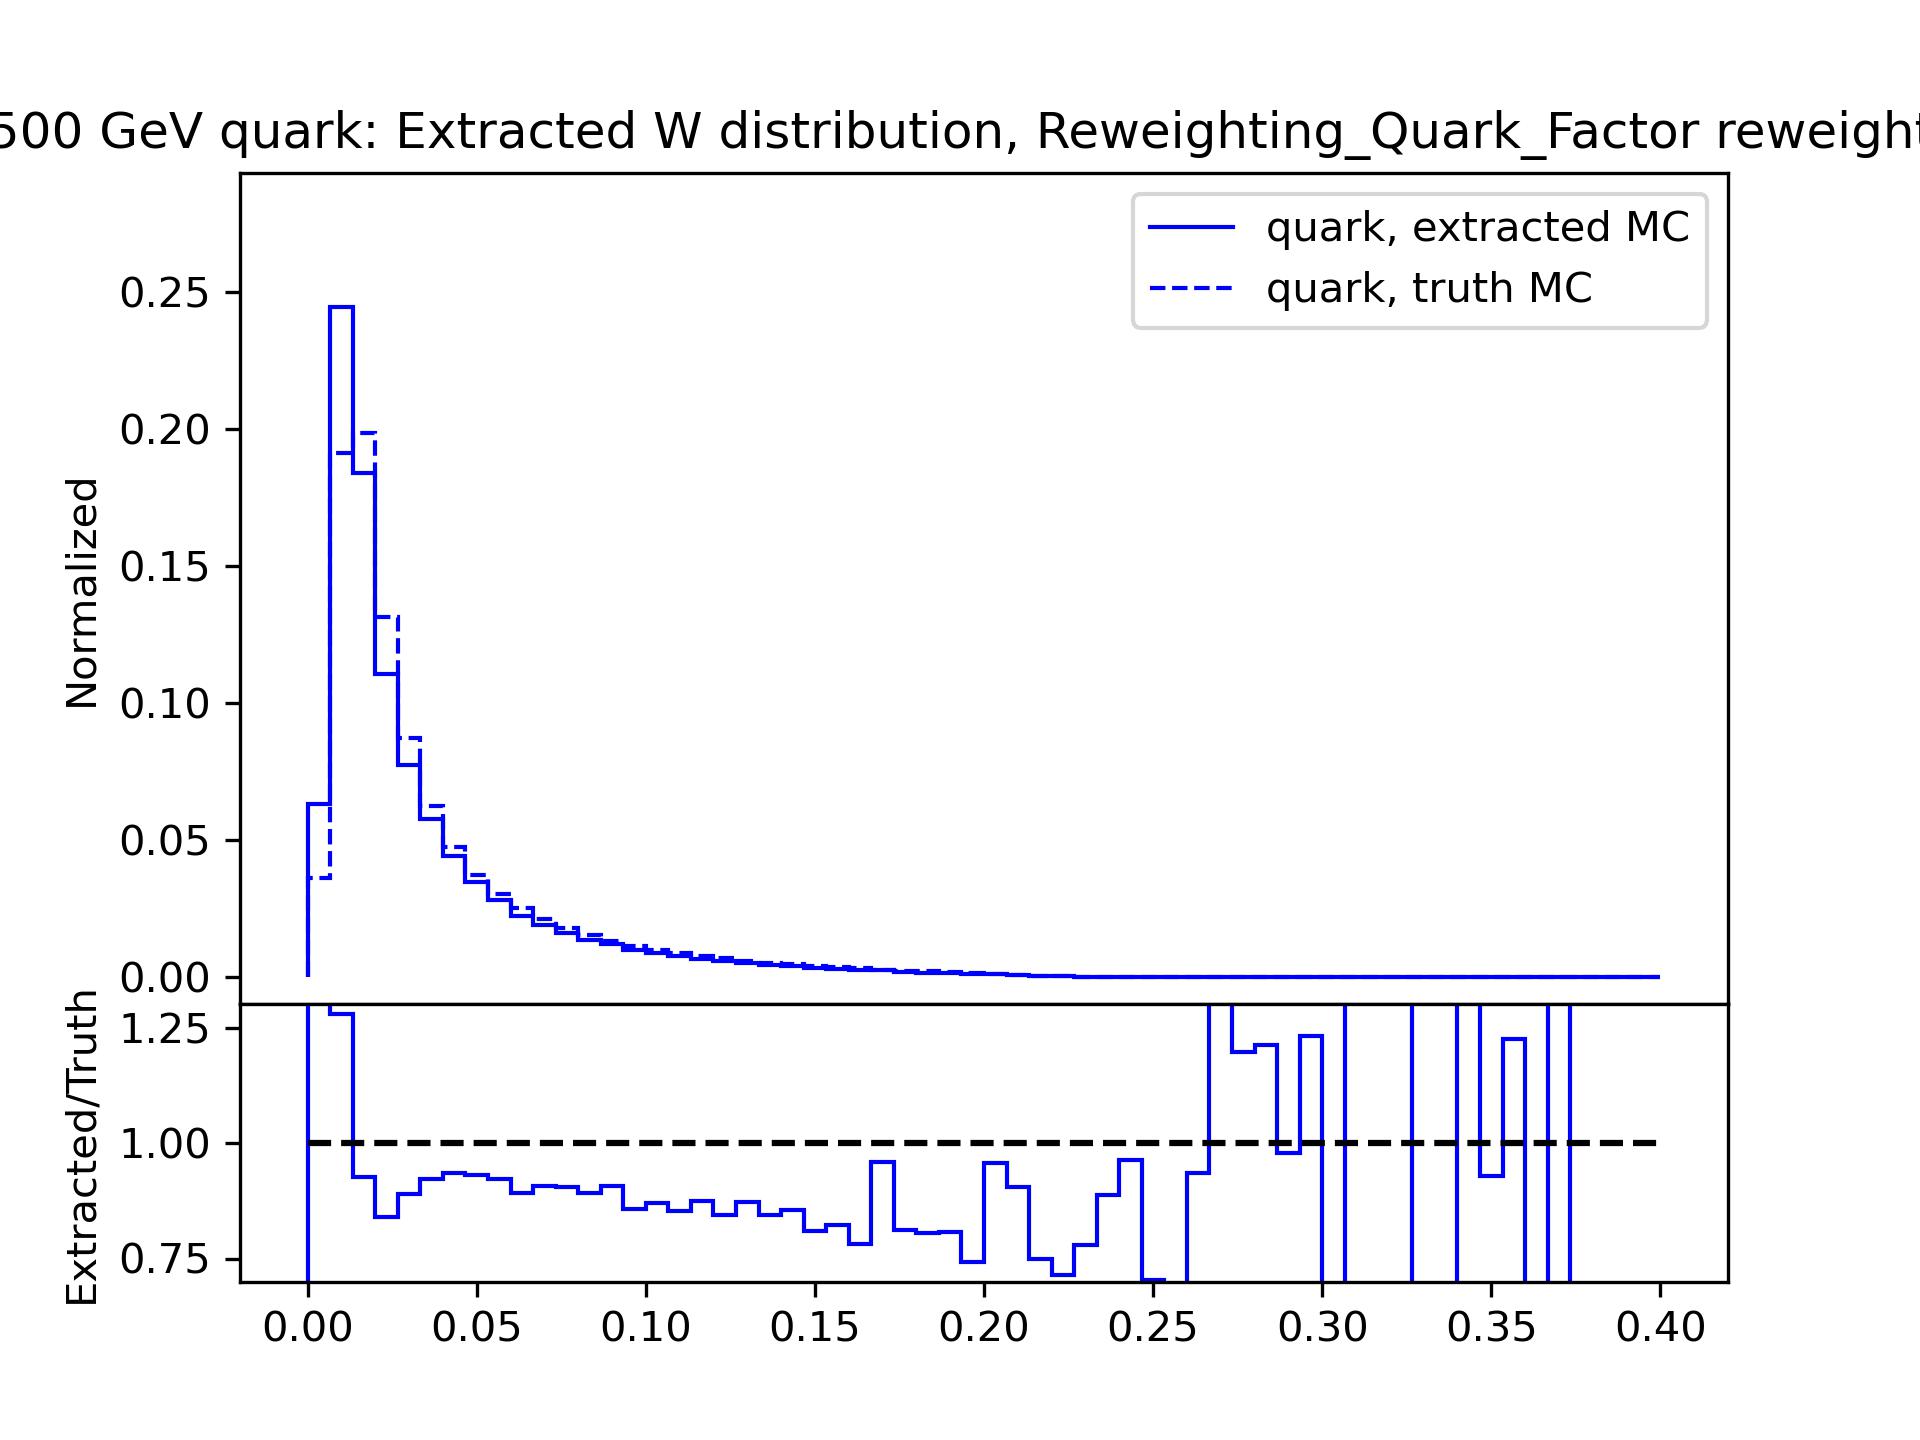 500 GeV quark: Extracted W distribution, Reweighting_Quark_Factor reweight
quark, extracted MC
quark, truth MC
Normalized
0.25
0.20
0.15
0.10
0.05
0.00
Extracted/Truth
1.25
1.00
0.75
0.00 0.05 0.10 0.15 0.20 0.25 0.30 0.35 0.40